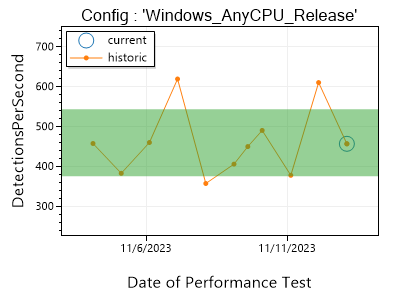 Config : 'Windows_AnyCPU_Release'
current
historic
DetectionsPerSecond
700
600
500
400
300
11/6/2023
11/11/2023
Date of Performance Test